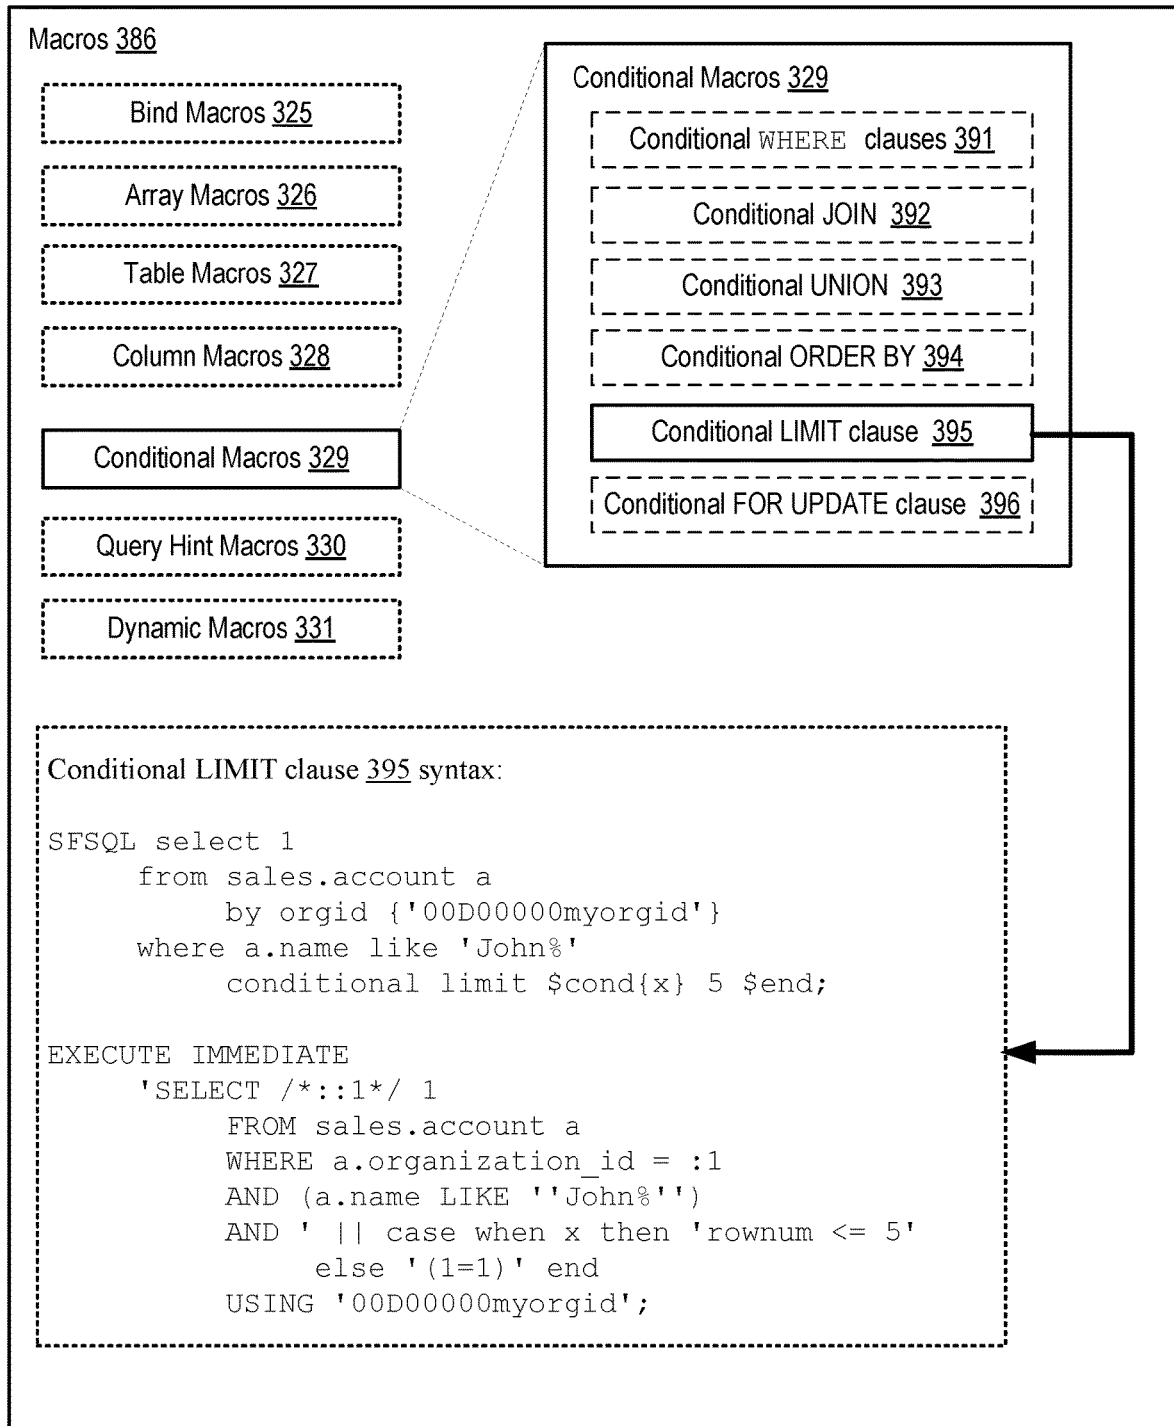 Macros 386
Bind Macros 325
Array Macros 326
Table Macros 327
Column Macros 328
Conditional Macros 329
Query Hint Macros 330
Dynamic Macros 331
Conditional Macros 329
Conditional WHERE clauses 391
Conditional JOIN 392
Conditional UNION 393
Conditional ORDER BY 394
Conditional LIMIT clause 395
Conditional FOR UPDATE clause 396
Conditional LIMIT clause 395 syntax:
SFSQL select 1
from sales.account a
by orgid {'00D00000myorgid'}
where a.name like 'John%'
conditional limit $cond{x} 5 $end;
EXECUTE IMMEDIATE
'SELECT /*::1*/ 1
FROM sales.account a
WHERE a.organization_id = :1
AND (a.name LIKE ''John%'')
AND ' || case when x then 'rownum <= 5'
else '(1=1)' end
USING '00D00000myorgid';